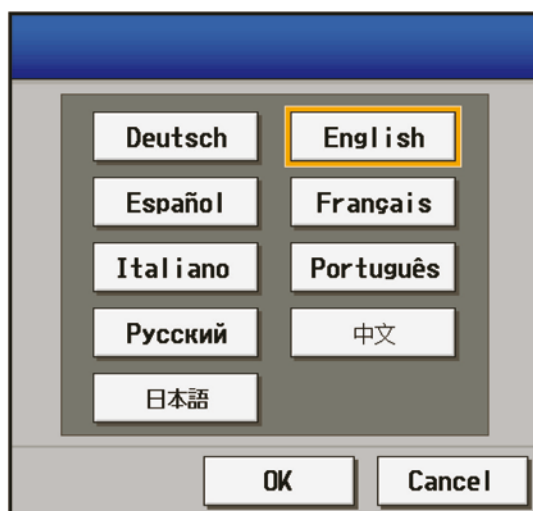 Deutsch English
Español Français
Italiano Português
Русский 中文
日本語
OK Cancel